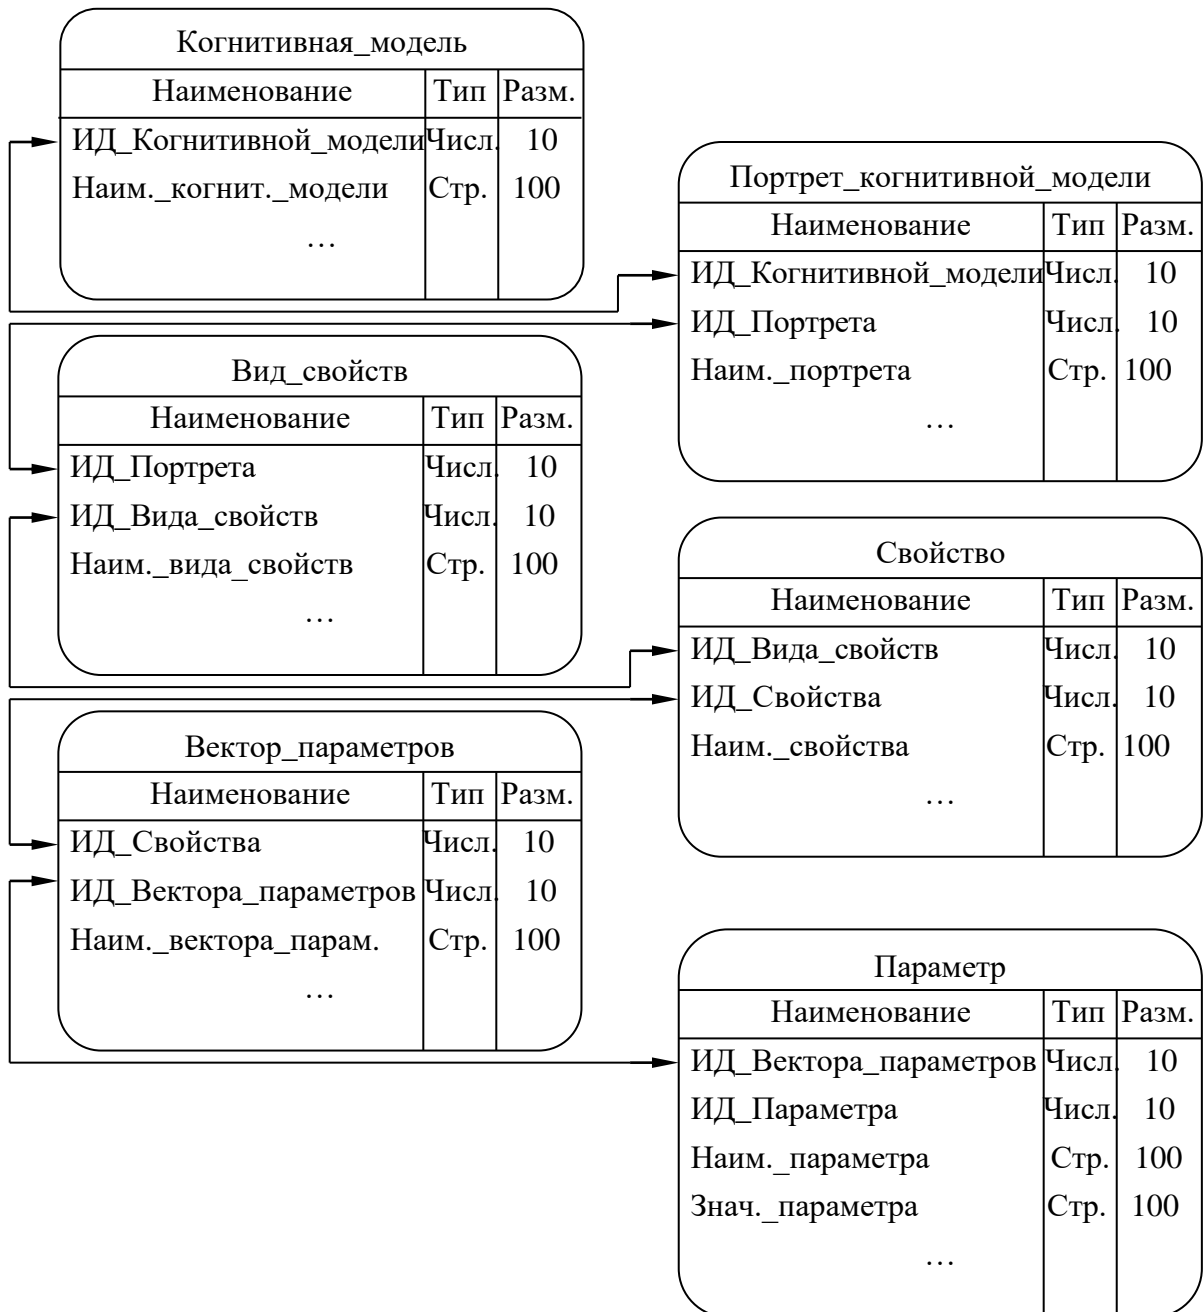 Когнитивная_модель
Наименование Тип Разм.
ИД_Когнитивной_модели Числ. 10
Наим._когнит._модели Стр. 100
…
Портрет_когнитивной_модели
Наименование Тип Разм.
ИД_Когнитивной_модели Числ. 10
ИД_Портрета Числ. 10
Наим._портрета Стр. 100
…
Вид_свойств
Наименование Тип Разм.
ИД_Портрета Числ. 10
ИД_Вида_свойств Числ. 10
Наим._вида_свойств Стр. 100
…
Свойство
Наименование Тип Разм.
ИД_Вида_свойств Числ. 10
ИД_Свойства Числ. 10
Наим._свойства Стр. 100
…
Вектор_параметров
Наименование Тип Разм.
ИД_Свойства Числ. 10
ИД_Вектора_параметров Числ. 10
Наим._вектора_парам. Стр. 100
…
Параметр
Наименование Тип Разм.
ИД_Вектора_параметров Числ. 10
ИД_Параметра Числ. 10
Наим._параметра Стр. 100
Знач._параметра Стр. 100
…